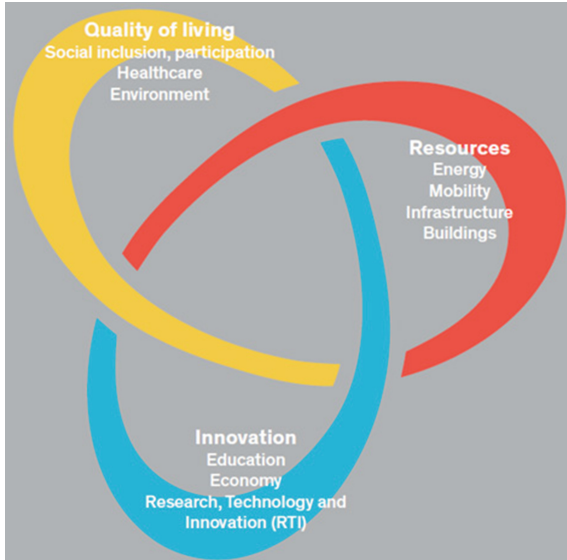 Quality of living
Social inclusion, participation
Healthcare
Environment
Resources
Energy
Mobility
Infrastructure
Buildings
Innovation
Education
Economy
Research, Technology and
Innovation (RTI)